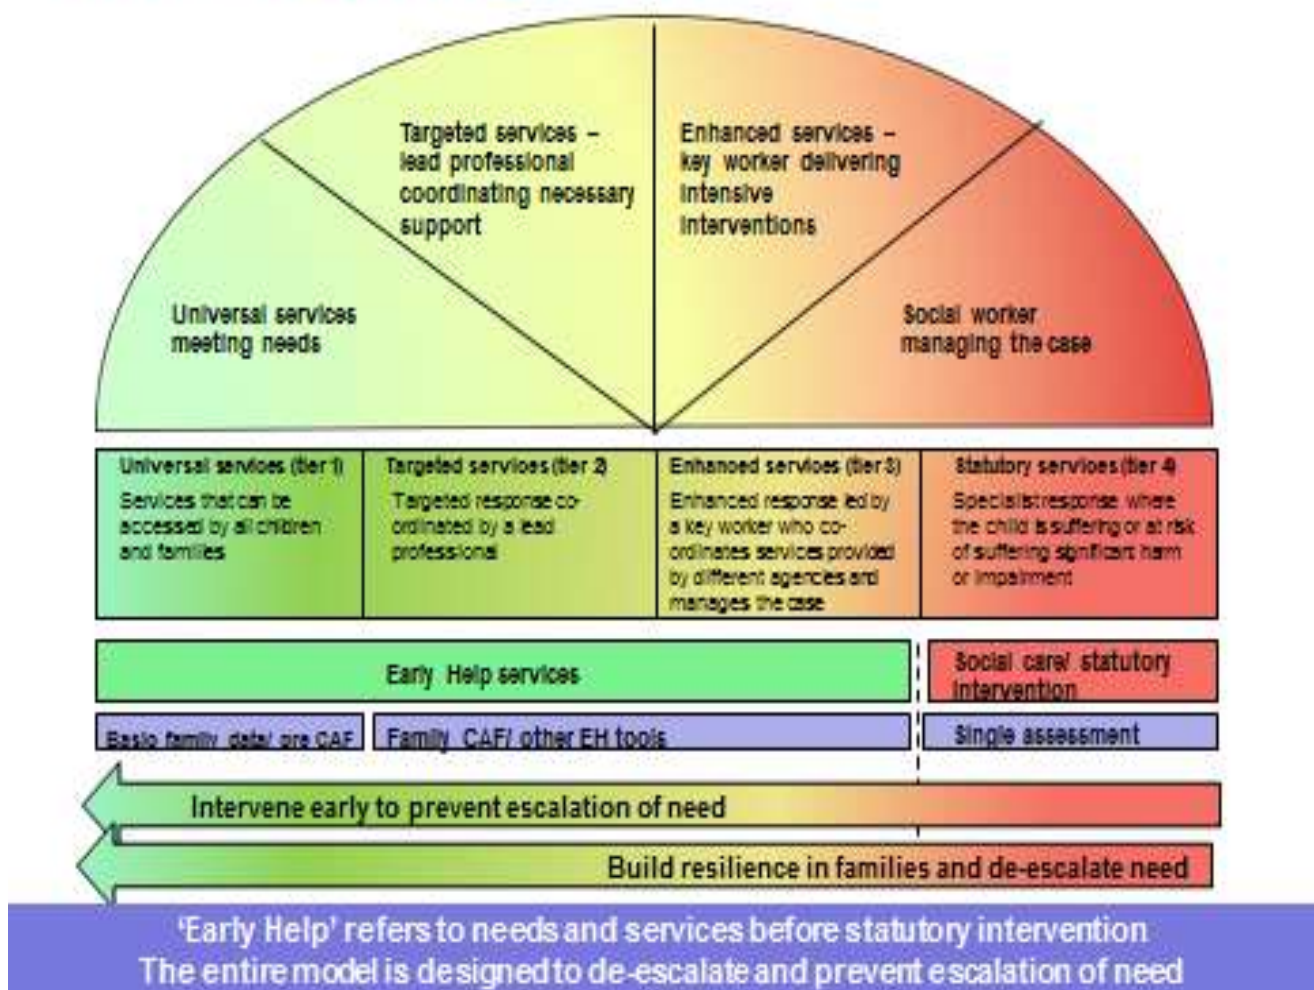 Targeted services –
lead professional
coordinating necessary
support
Enhanced services –
key worker delivering
intensive
interventions
Universal services
meeting needs
Social worker
managing the case
Universal services (tier 1)
Services that can be
accessed by all children
and families
Targeted services (tier 2)
Targeted response co-
ordinated by a lead
professional
Enhanced services (tier 3)
Enhanced response led by
a key worker who co-
ordinates services provided
by different agencies and
manages the case
Statutory services (tier 4)
Specialist response where
the child is suffering or at risk
of suffering significant harm
or impairment
Early Help services
Social care/ statutory
intervention
Basic family data/ pre CAF
Family CAF/ other EH tools
Single assessment
Intervene early to prevent escalation of need
Build resilience in families and de-escalate need
‘Early Help’ refers to needs and services before statutory intervention
The entire model is designed to de-escalate and prevent escalation of need